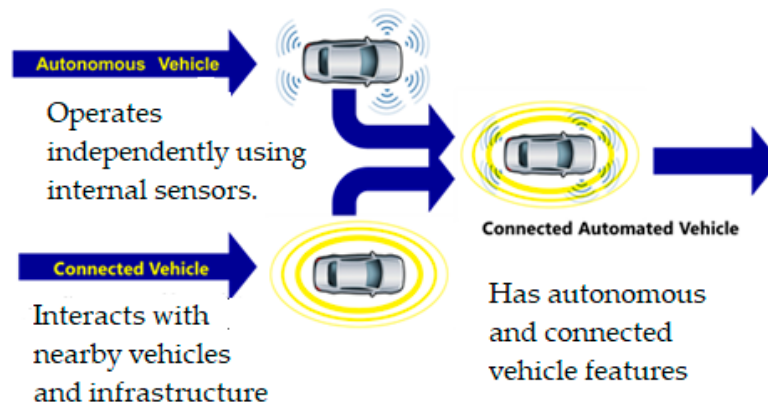 Autonomous Vehicle
Operates
independently using
internal sensors.
Connected Vehicle
Interacts with
nearby vehicles
and infrastructure
Connected Automated Vehicle
Has autonomous
and connected
vehicle features